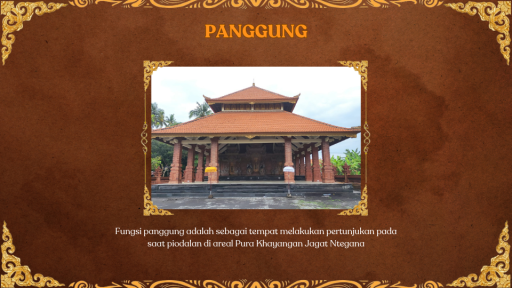 PANGGUNG
Fungsi panggung adalah sebagai tempat melakukan pertunjukan pada
saat piodalan di areal Pura Khayangan Jagat Ntegana